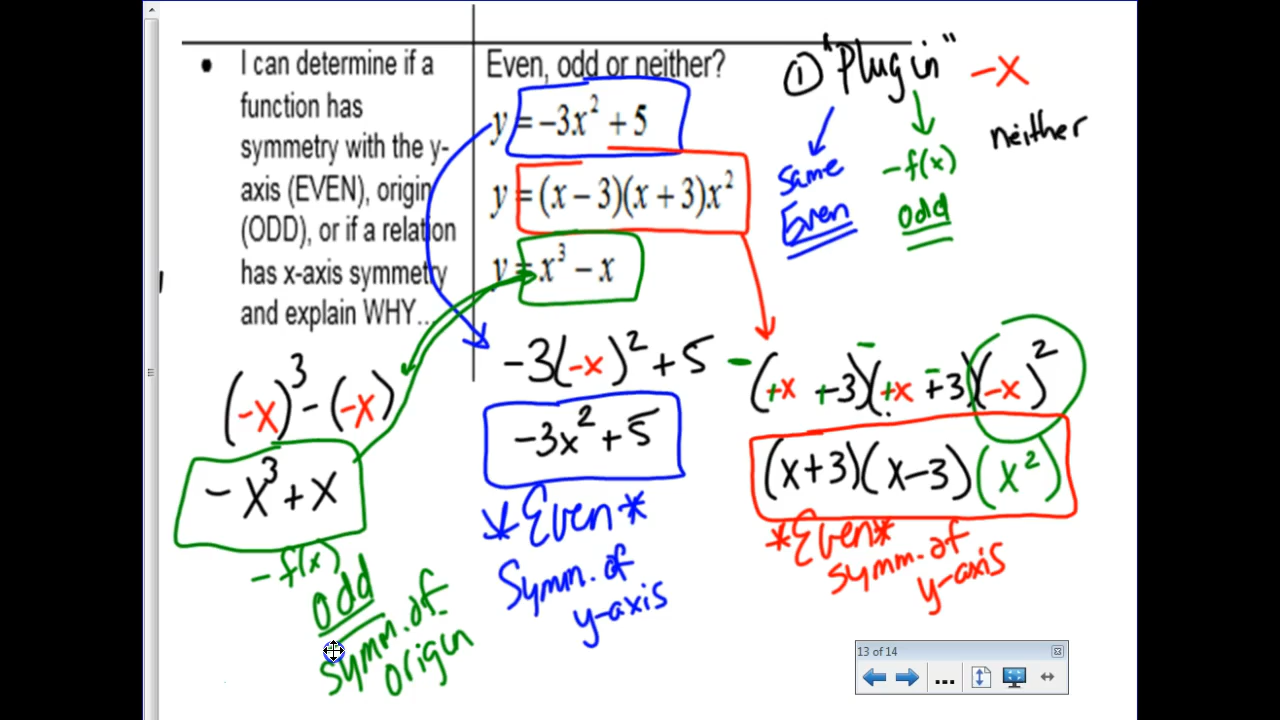 • I can determine if a
function has
symmetry with the y-
axis (EVEN), origin
(ODD), or if a relation
has x-axis symmetry
and explain WHY...
Even, odd or neither?
y = -3x² + 5
y = (x - 3)(x + 3)x²
y = x³ - x
① "Plug in" -x
same
Even
-f(x)
odd
neither
(-x)³ - (-x)
-x³ + x
-f(x)
Odd
symm. of
origin
-3(-x)² + 5
-3x² + 5
*Even*
Symm. of
y-axis
-(+x +3)(+x +3)(-x)²
(x+3)(x-3)(x²)
*Even*
symm. of
y-axis
13 of 14
...